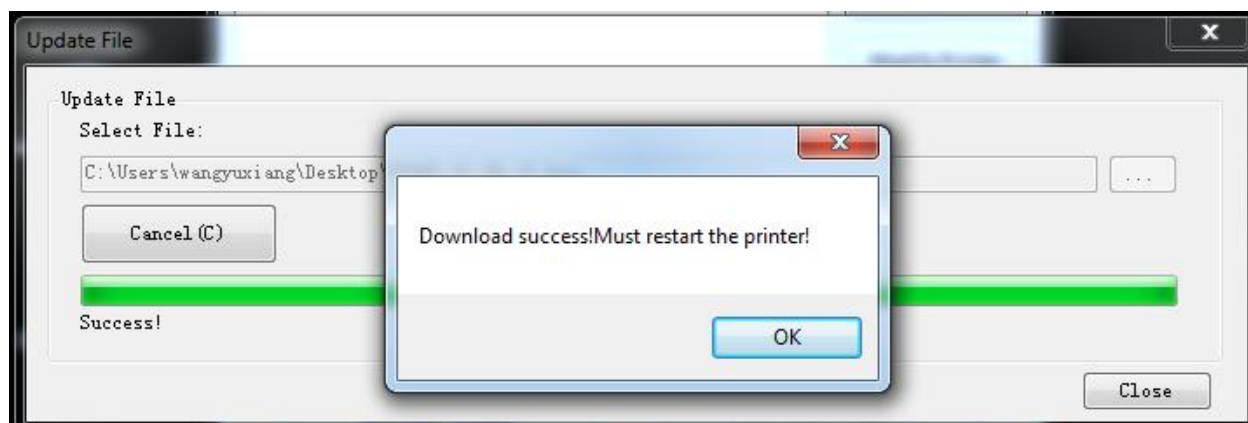 Update File
Update File
Select File:
C:\Users\wangyuxiang\Desktop\
...
Cancel(C)
Download success!Must restart the printer!
Success!
OK
Close